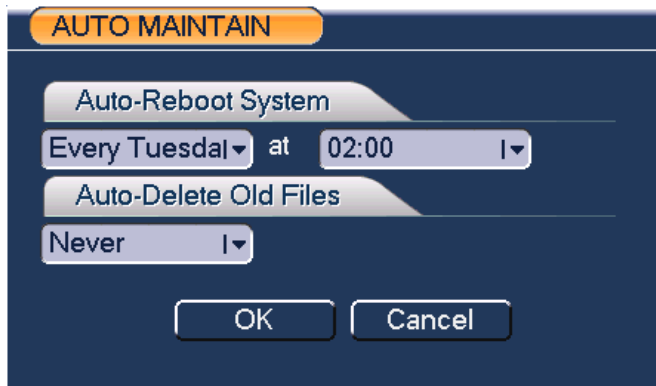 AUTO MAINTAIN
Auto-Reboot System
Every Tuesda at 02:00
Auto-Delete Old Files
Never
OK Cancel